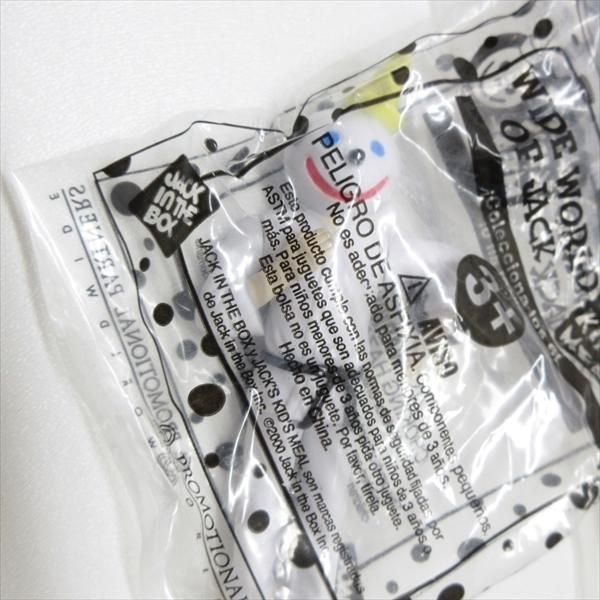 WIDE WORLD
OF JACK
Colecciona los
3+
JACK
IN THE
BOX
AVISO
PELIGRO DE ASFIXIA. Componentes pequeños.
No es adecuado para menores de 3 años.
Este producto cumple con las normas de seguridad fijadas por
ASTM para juguetes que son adecuados para niños de 3 años o
más. Para niños menores de 3 años pida otro juguete.
Esta bolsa no es un juguete. Por favor, tírela.
Hecho en China.
JACK IN THE BOX Y JACK'S KID'S MEAL son marcas registradas
de Jack in the Box Inc. ©2000 Jack in the Box Inc.
PROMOTIONAL PARTNERS
WORLDWIDE
PROMOTIONAL